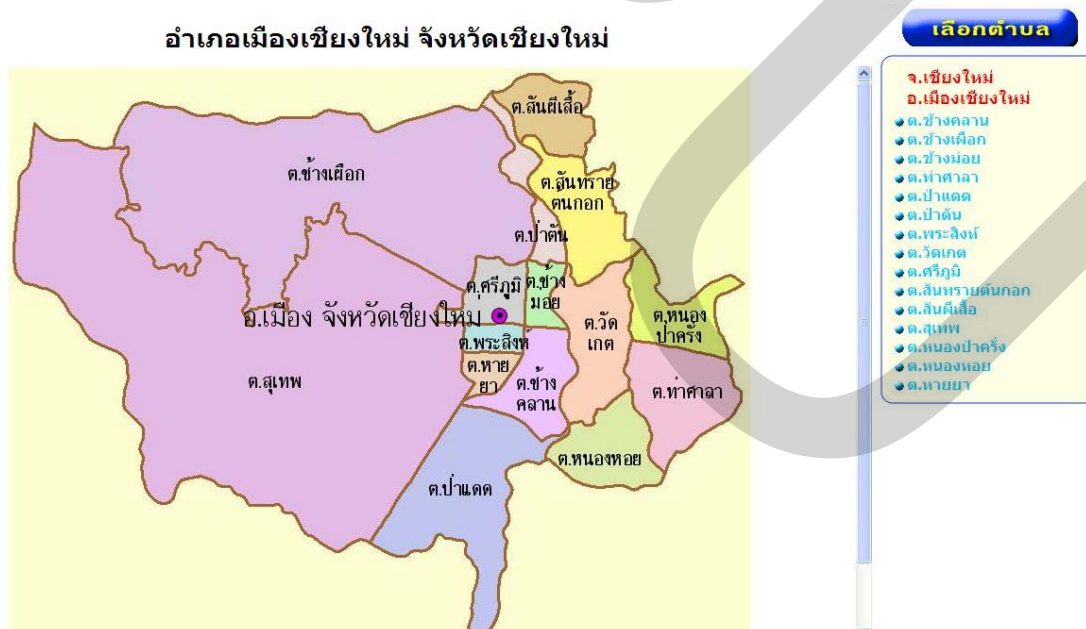 อำเภอเมืองเชียงใหม่ จังหวัดเชียงใหม่
เลือกตำบล
จ.เชียงใหม่
อ.เมืองเชียงใหม่
ต.ช้างคลาน
ต.ช้างเผือก
ต.ช้างม่อย
ต.ท่าศาลา
ต.ป่าแดด
ต.ป่าตัน
ต.พระสิงห์
ต.วัดเกต
ต.ศรีภูมิ
ต.สันทรายต้นกอก
ต.สันผีเสื้อ
ต.สุเทพ
ต.หนองป่าครั่ง
ต.หนองหอย
ต.หายยา
ต.สันผีเสื้อ
ต.ช้างเผือก
ต.สันทราย
ตนกอก
ต.ป่าตัน
ต.ศรีภูมิ
ต.ช้าง
ม่อย
อ.เมือง จังหวัดเชียงใหม่
ต.วัด
เกต
ต.หนอง
ป่าครั่ง
ต.พระสิงห์
ต.หาย
ยา
ต.สุเทพ
ต.ช้าง
คลาน
ต.ท่าศาลา
ต.หนองหอย
ต.ป่าแดด